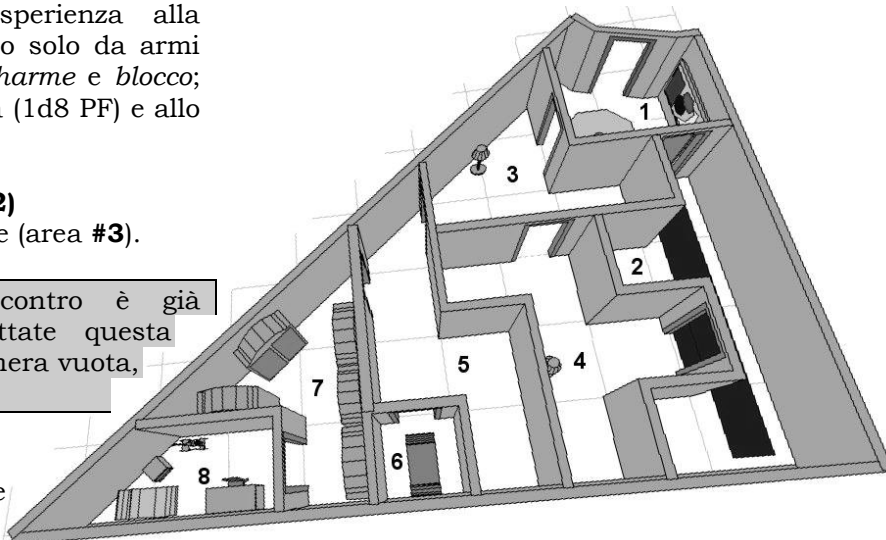 sperienza alla
o solo da armi
harme e blocco;
(1d8 PF) e allo
2)
e (area #3).
contro è già
ttate questa
nera vuota,
e
1
3
2
4
5
7
6
8